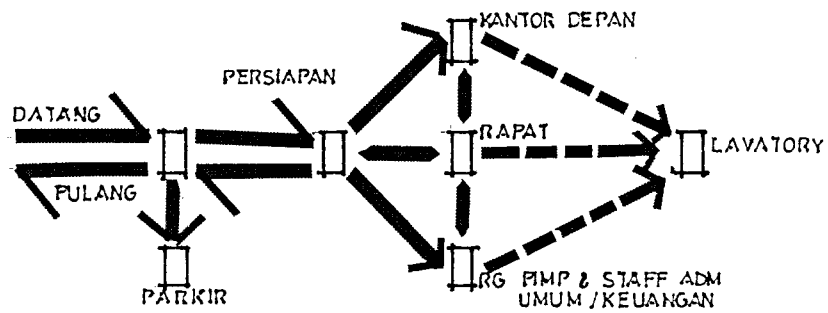 KANTOR DEPAN
PERSIAPAN
DATANG
RAPAT
LAVATORY
PULANG
PARKIR
RG PIMP & STAFF ADM
UMUM / KEUANGAN